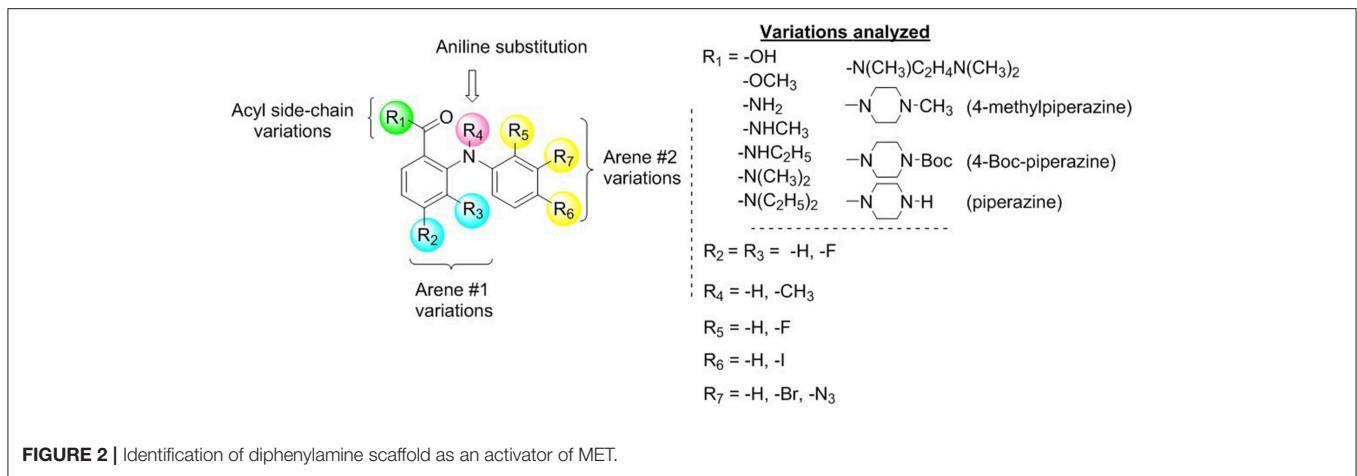 Aniline substitution
Acyl side-chain
variations
R₁
O
R₄
N
R₅
R₇
R₆
R₃
R₂
Arene #2
variations
Arene #1
variations
Variations analyzed
R₁ = -OH
-OCH₃
-NH₂
-NHCH₃
-NHC₂H₅
-N(CH₃)₂
-N(C₂H₅)₂
-N(CH₃)C₂H₄N(CH₃)₂
-N N-CH₃ (4-methylpiperazine)
-N N-Boc (4-Boc-piperazine)
-N N-H (piperazine)
R₂ = R₃ = -H, -F
R₄ = -H, -CH₃
R₅ = -H, -F
R₆ = -H, -I
R₇ = -H, -Br, -N₃
FIGURE 2 | Identification of diphenylamine scaffold as an activator of MET.